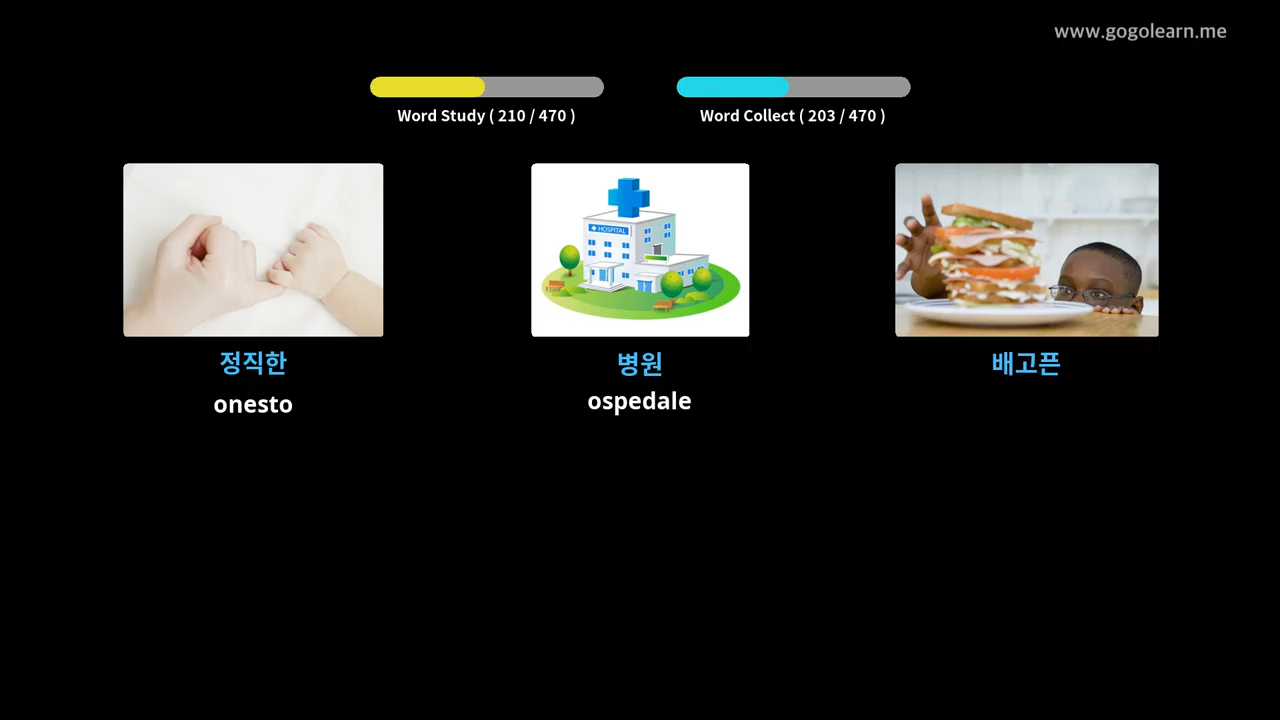 www.gogolearn.me
Word Study ( 210 / 470 )
Word Collect ( 203 / 470 )
HOSPITAL
정직한
병원
배고픈
onesto
ospedale